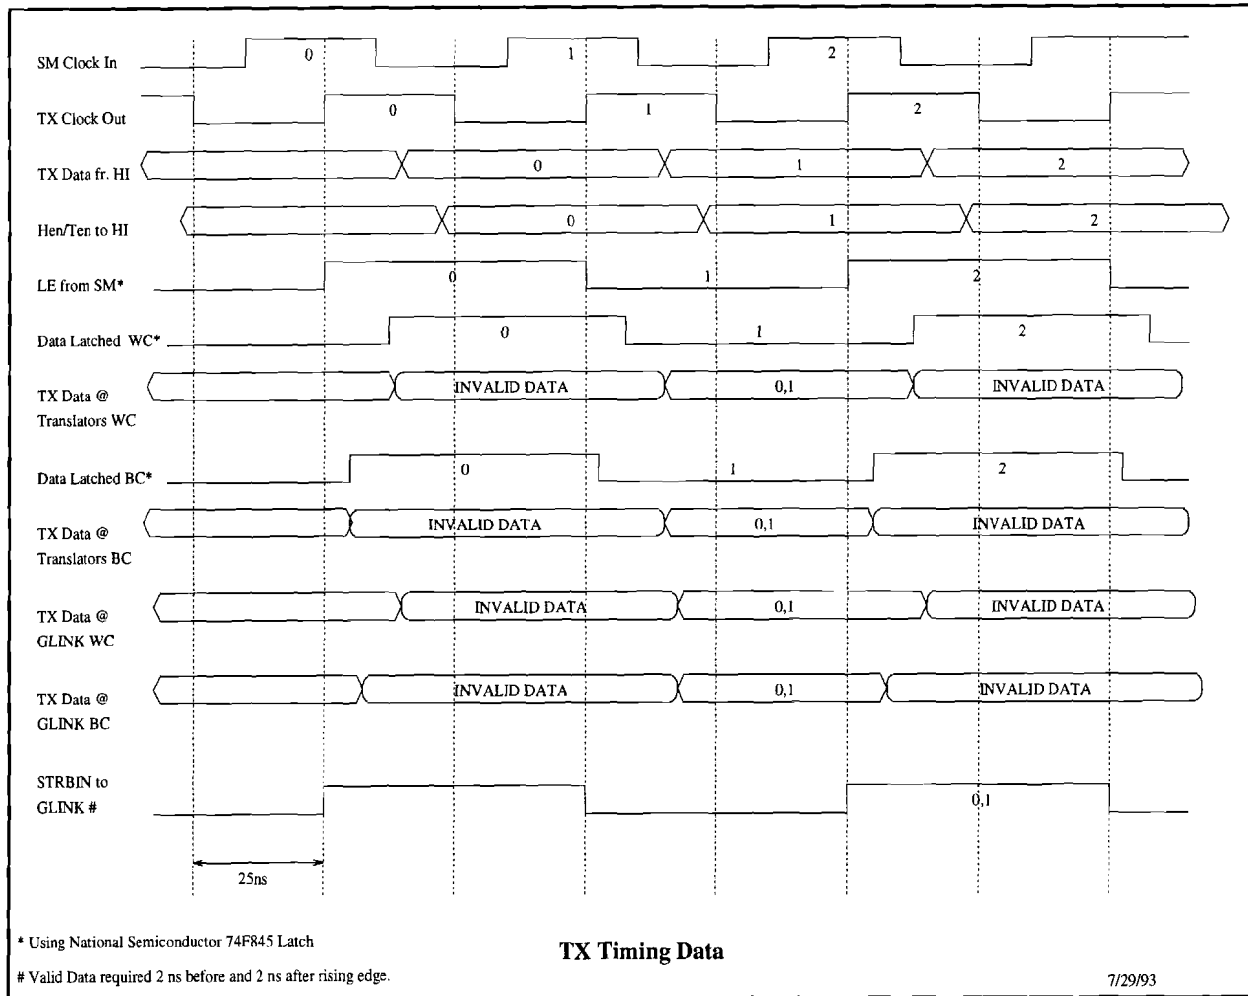 SM Clock In 0 1 2
TX Clock Out 0 1 2
TX Data fr. HI 0 1 2
Hen/Ten to HI 0 1 2
LE from SM* 0 1 2
Data Latched WC* 0 1 2
TX Data @ INVALID DATA 0,1 INVALID DATA
Translators WC
Data Latched BC* 0 1 2
TX Data @ INVALID DATA 0,1 INVALID DATA
Translators BC
TX Data @ INVALID DATA 0,1 INVALID DATA
GLINK WC
TX Data @ INVALID DATA 0,1 INVALID DATA
GLINK BC
STRBIN to
GLINK # 0,1
25ns
* Using National Semiconductor 74F845 Latch
TX Timing Data
# Valid Data required 2 ns before and 2 ns after rising edge.
7/29/93